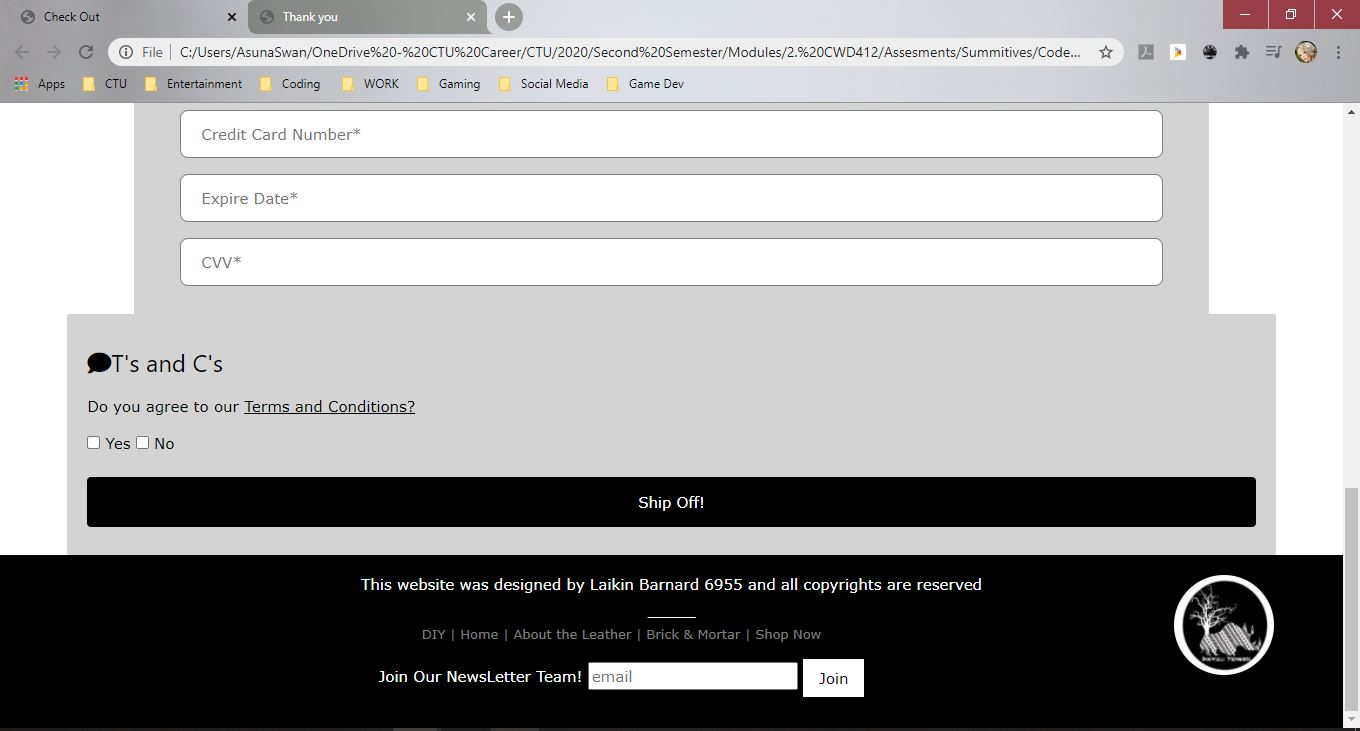 Check Out
Thank you
File
C:/Users/AsunaSwan/OneDrive%20-%20CTU%20Career/CTU/2020/Second%20Semester/Modules/2.%20CWD412/Assesments/Summitives/Code...
Apps CTU Entertainment Coding WORK Gaming Social Media Game Dev
Credit Card Number*
Expire Date*
CVV*
T's and C's
Do you agree to our Terms and Conditions?
Yes No
Ship Off!
This website was designed by Laikin Barnard 6955 and all copyrights are reserved
DIY | Home | About the Leather | Brick & Mortar | Shop Now
Join Our NewsLetter Team! email Join